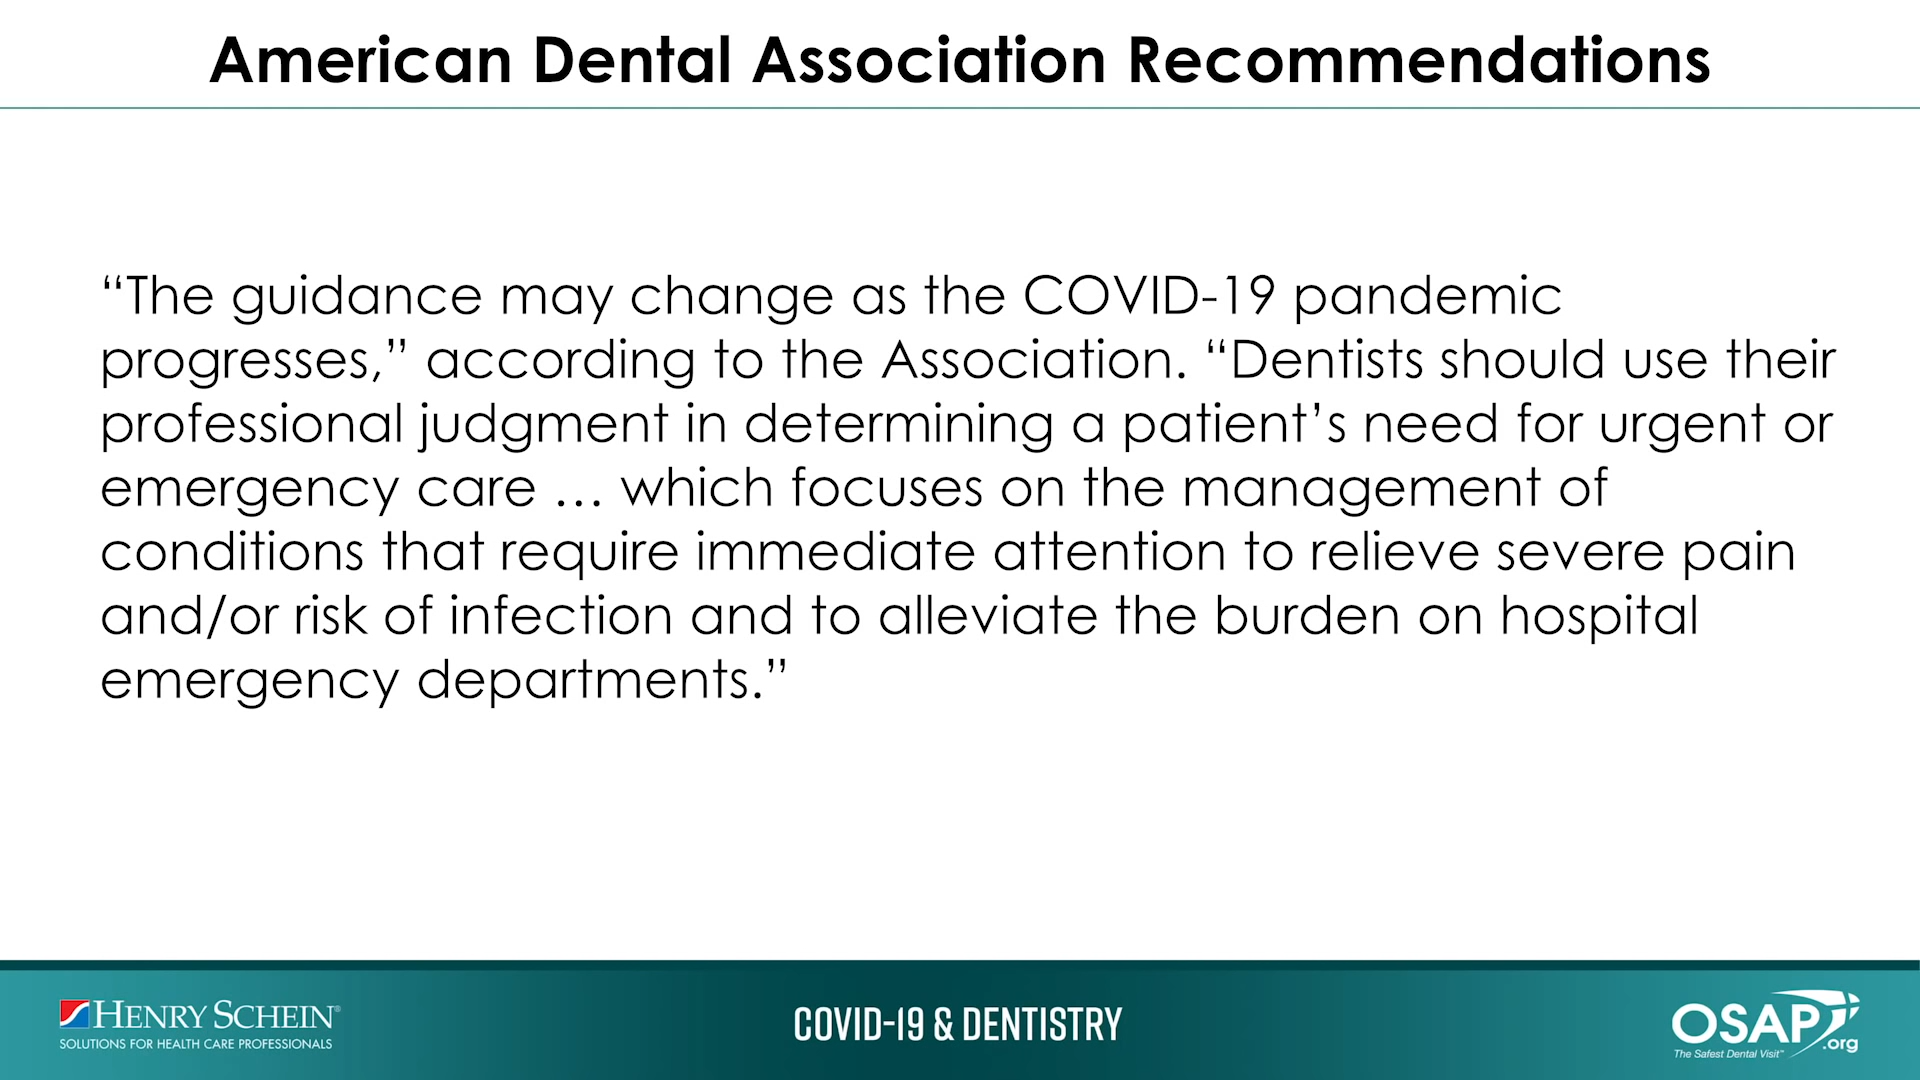 American Dental Association Recommendations
“The guidance may change as the COVID-19 pandemic
progresses,” according to the Association. “Dentists should use their
professional judgment in determining a patient’s need for urgent or
emergency care … which focuses on the management of
conditions that require immediate attention to relieve severe pain
and/or risk of infection and to alleviate the burden on hospital
emergency departments.”
HENRY SCHEIN®
SOLUTIONS FOR HEALTH CARE PROFESSIONALS
COVID-19 & DENTISTRY
OSAP
.org
The Safest Dental Visit™